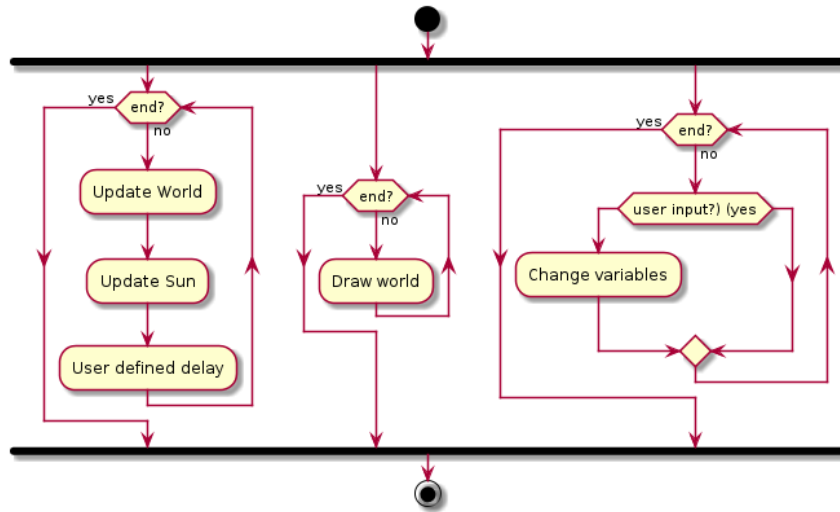 yes
end?
no
Update World
Update Sun
User defined delay
yes
end?
no
Draw world
yes
end?
no
user input?) (yes
Change variables